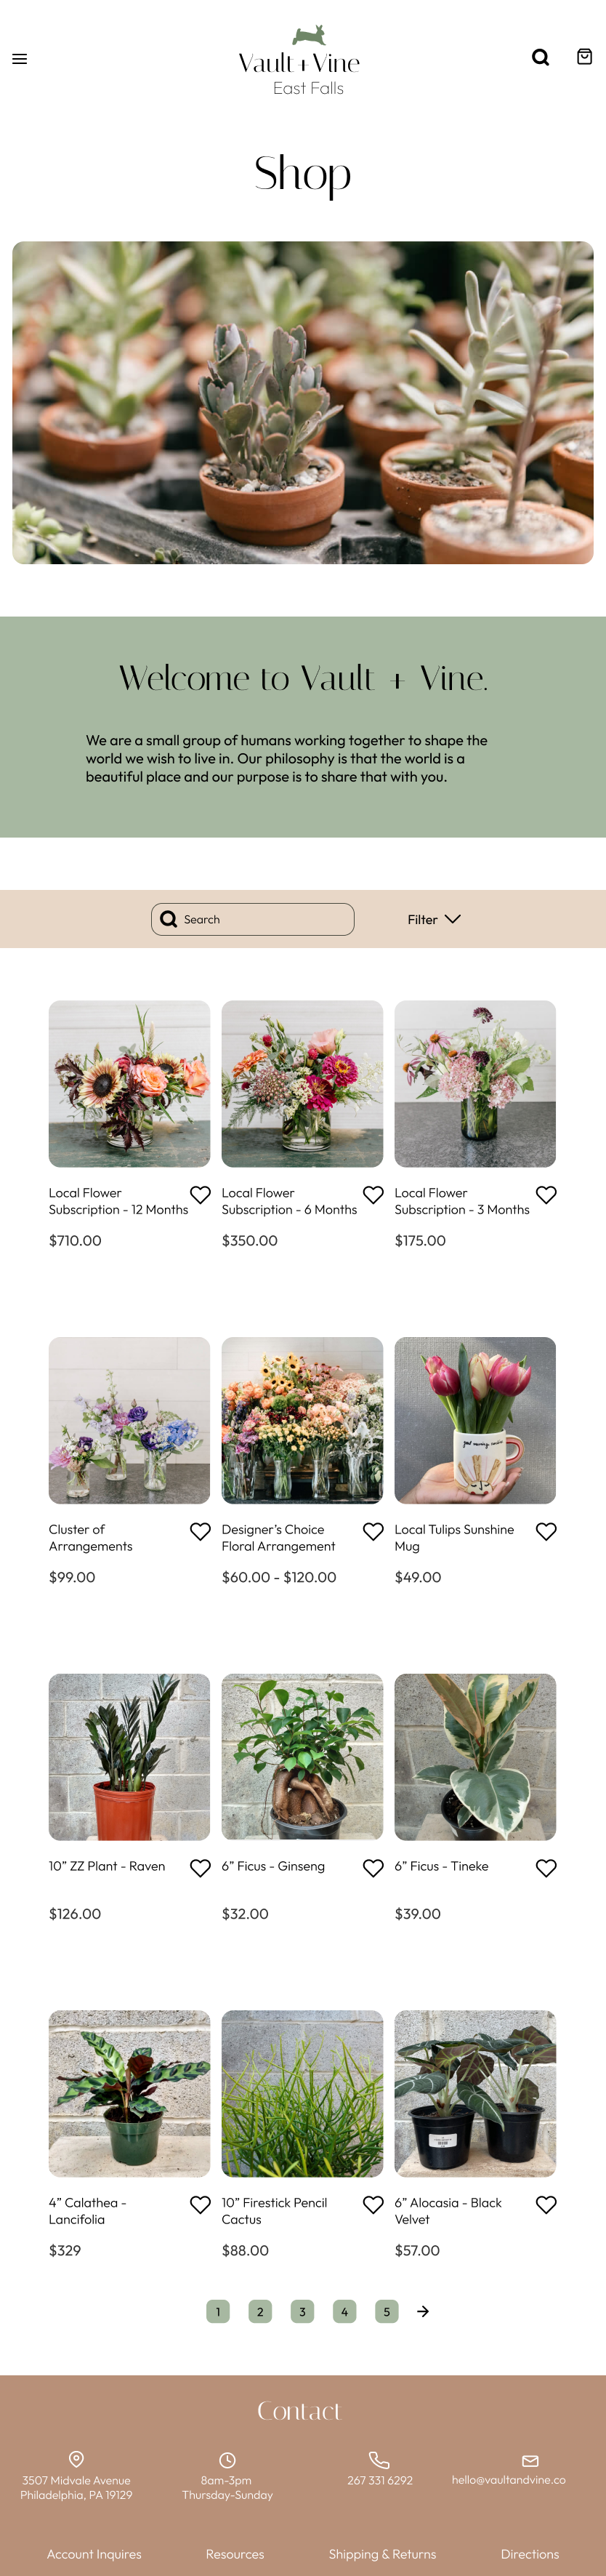 Vault + Vine
East Falls
Shop
Welcome to Vault + Vine.
We are a small group of humans working together to shape the
world we wish to live in. Our philosophy is that the world is a
beautiful place and our purpose is to share that with you.
Search
Filter
Local Flower
Subscription - 12 Months
$710.00
Local Flower
Subscription - 6 Months
$350.00
Local Flower
Subscription - 3 Months
$175.00
good morning, sunshine
Cluster of
Arrangements
$99.00
Designer’s Choice
Floral Arrangement
$60.00 - $120.00
Local Tulips Sunshine
Mug
$49.00
10” ZZ Plant - Raven
$126.00
6” Ficus - Ginseng
$32.00
6” Ficus - Tineke
$39.00
4” Calathea -
Lancifolia
$329
10” Firestick Pencil
Cactus
$88.00
6” Alocasia - Black
Velvet
$57.00
1 2 3 4 5
Contact
3507 Midvale Avenue
Philadelphia, PA 19129
8am-3pm
Thursday-Sunday
267 331 6292
hello@vaultandvine.co
Account Inquires Resources Shipping & Returns Directions